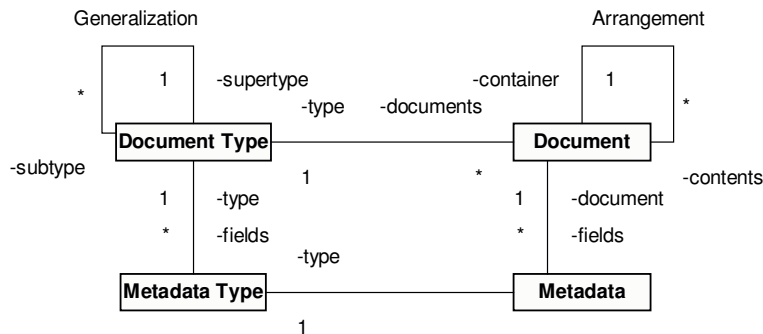 Generalization
Arrangement
1
-supertype
-container
1
*
-type
-documents
*
Document Type
Document
-subtype
1
*
-contents
1
-type
1
-document
*
-fields
*
-fields
-type
Metadata Type
Metadata
1